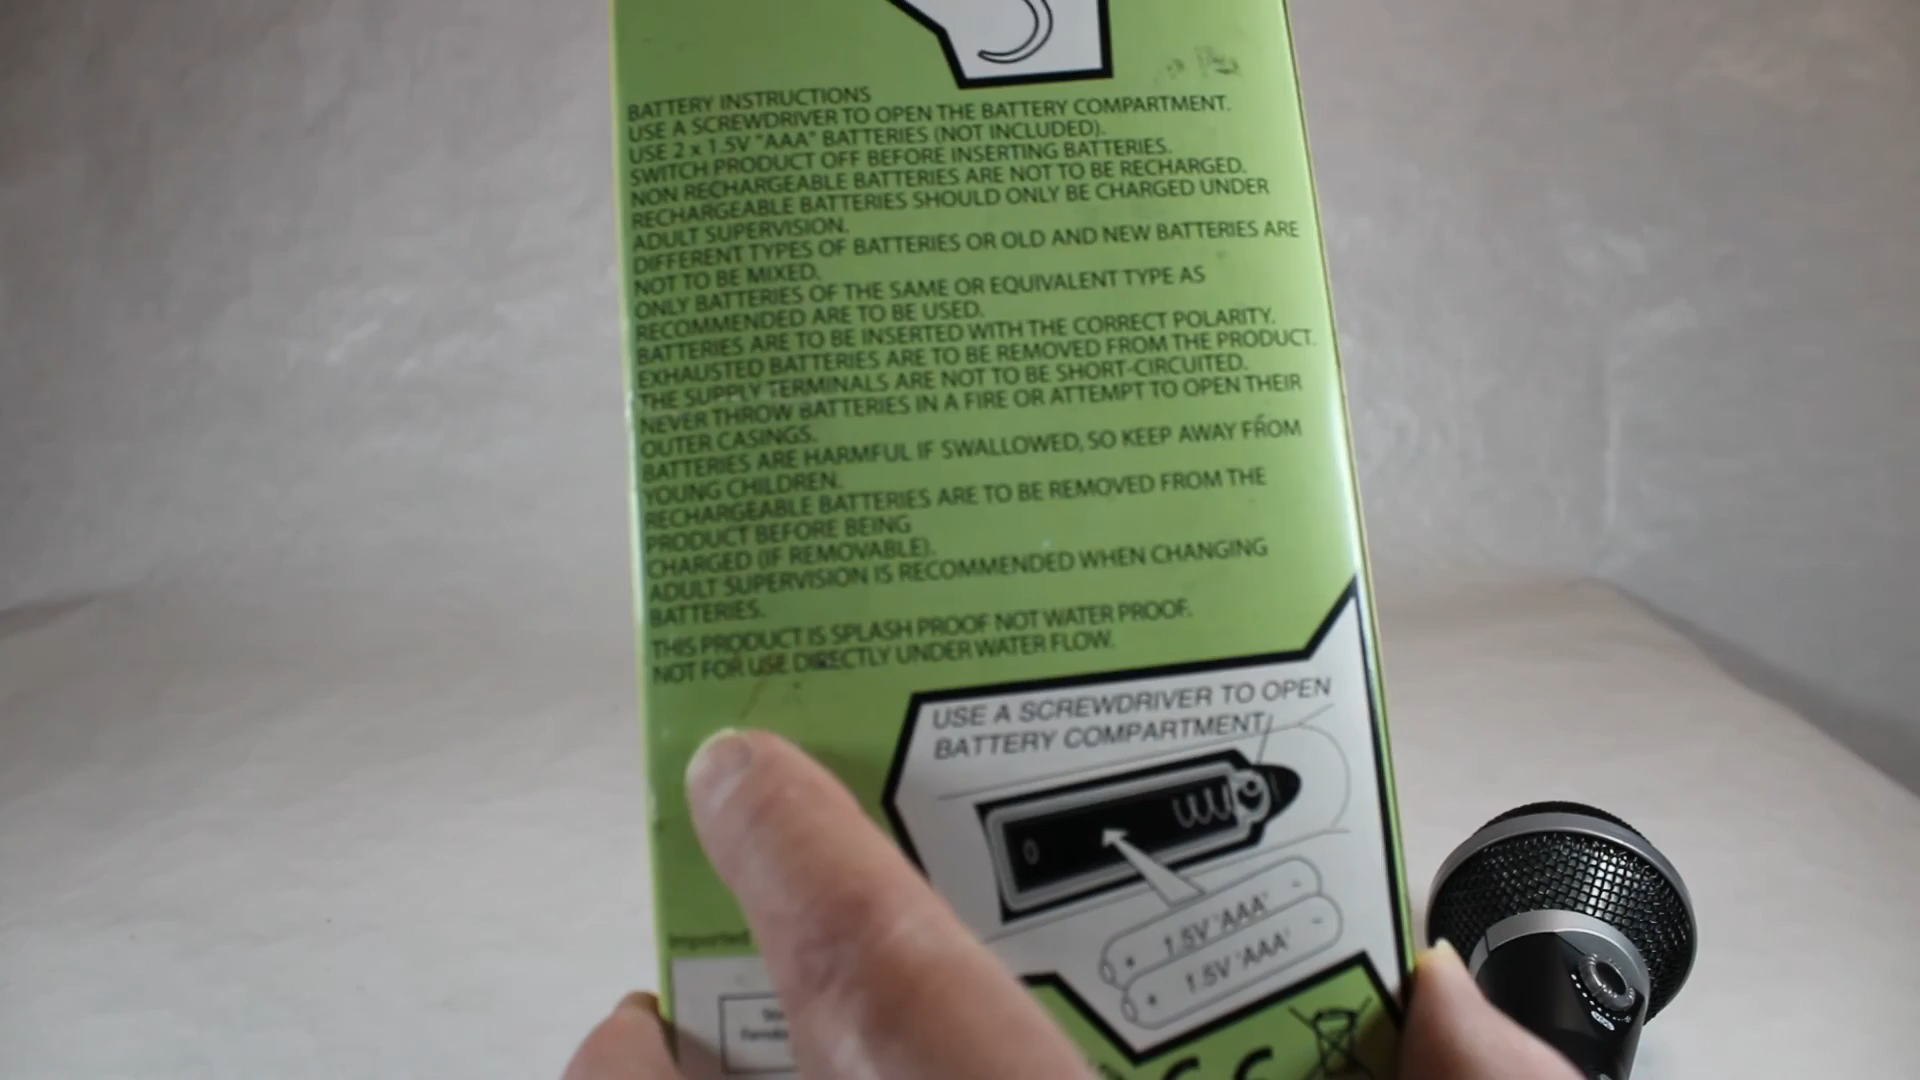 BATTERY INSTRUCTIONS
USE A SCREWDRIVER TO OPEN THE BATTERY COMPARTMENT.
USE 2 x 1.5V "AAA" BATTERIES (NOT INCLUDED).
SWITCH PRODUCT OFF BEFORE INSERTING BATTERIES.
NON RECHARGEABLE BATTERIES ARE NOT TO BE RECHARGED.
RECHARGEABLE BATTERIES SHOULD ONLY BE CHARGED UNDER
ADULT SUPERVISION.
DIFFERENT TYPES OF BATTERIES OR OLD AND NEW BATTERIES ARE
NOT TO BE MIXED.
ONLY BATTERIES OF THE SAME OR EQUIVALENT TYPE AS
RECOMMENDED ARE TO BE USED.
BATTERIES ARE TO BE INSERTED WITH THE CORRECT POLARITY.
EXHAUSTED BATTERIES ARE TO BE REMOVED FROM THE PRODUCT.
THE SUPPLY TERMINALS ARE NOT TO BE SHORT-CIRCUITED.
NEVER THROW BATTERIES IN A FIRE OR ATTEMPT TO OPEN THEIR
OUTER CASINGS.
BATTERIES ARE HARMFUL IF SWALLOWED, SO KEEP AWAY FROM
YOUNG CHILDREN.
RECHARGEABLE BATTERIES ARE TO BE REMOVED FROM THE
PRODUCT BEFORE BEING
CHARGED (IF REMOVABLE).
ADULT SUPERVISION IS RECOMMENDED WHEN CHANGING
BATTERIES.
THIS PRODUCT IS SPLASH PROOF NOT WATER PROOF.
NOT FOR USE DIRECTLY UNDER WATER FLOW.
USE A SCREWDRIVER TO OPEN
BATTERY COMPARTMENT
+ 1.5V 'AAA' -
+ 1.5V 'AAA' -
Imported
CE